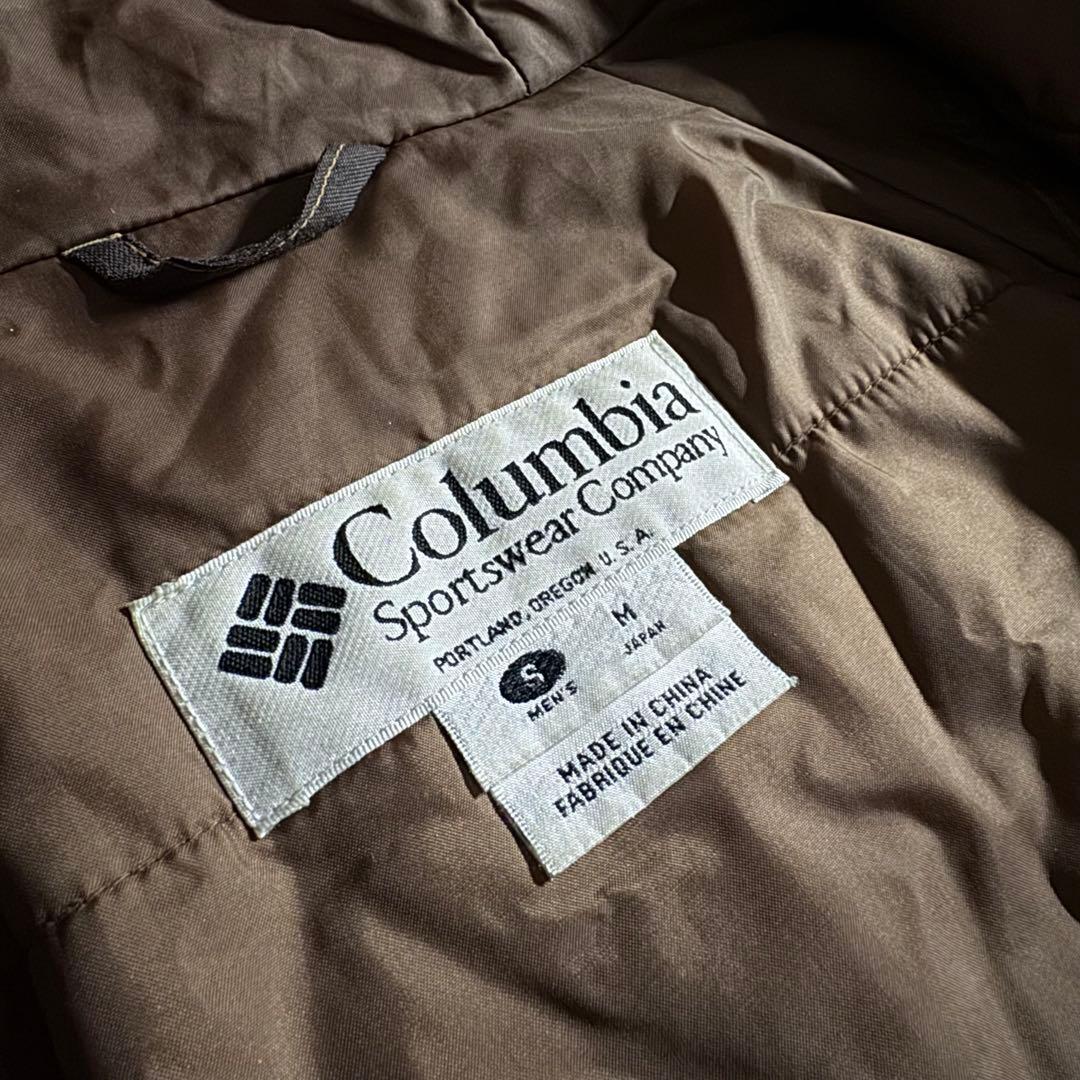 Columbia
Sportswear Company
PORTLAND, OREGON U.S.A.
S M
MEN'S JAPAN
MADE IN CHINA
FABRIQUE EN CHINE